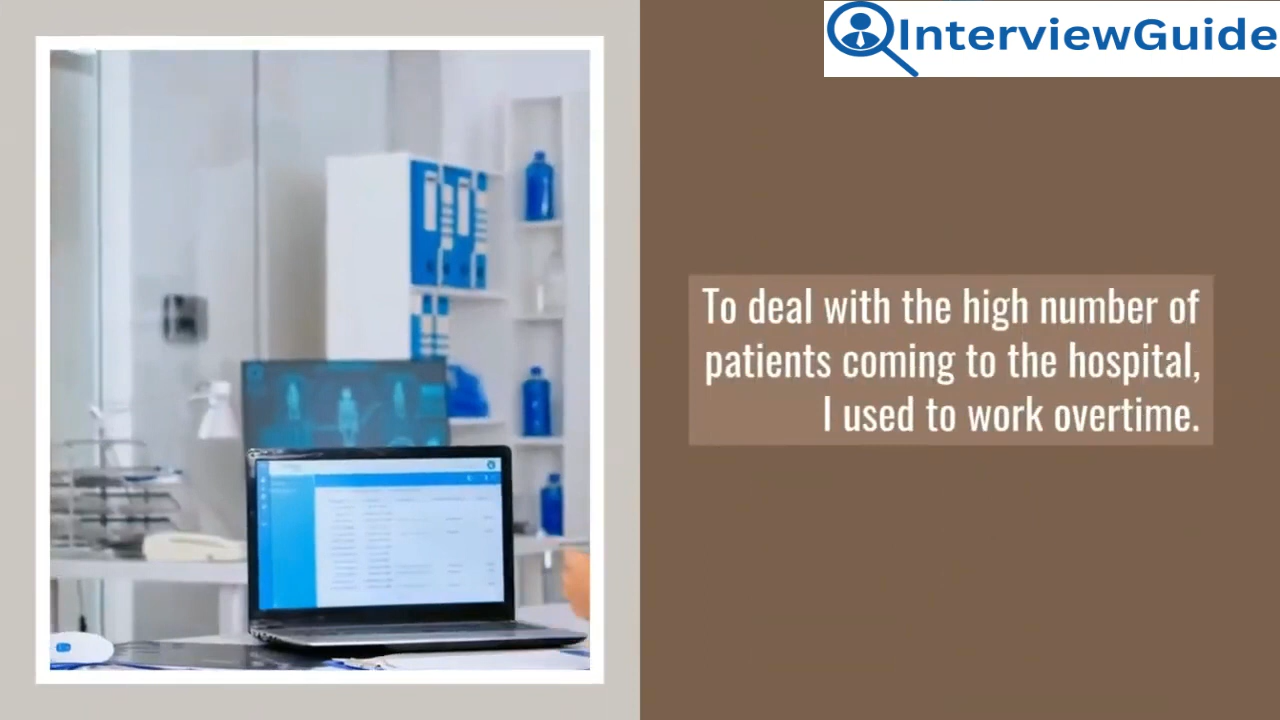 InterviewGuide
To deal with the high number of
patients coming to the hospital,
I used to work overtime.